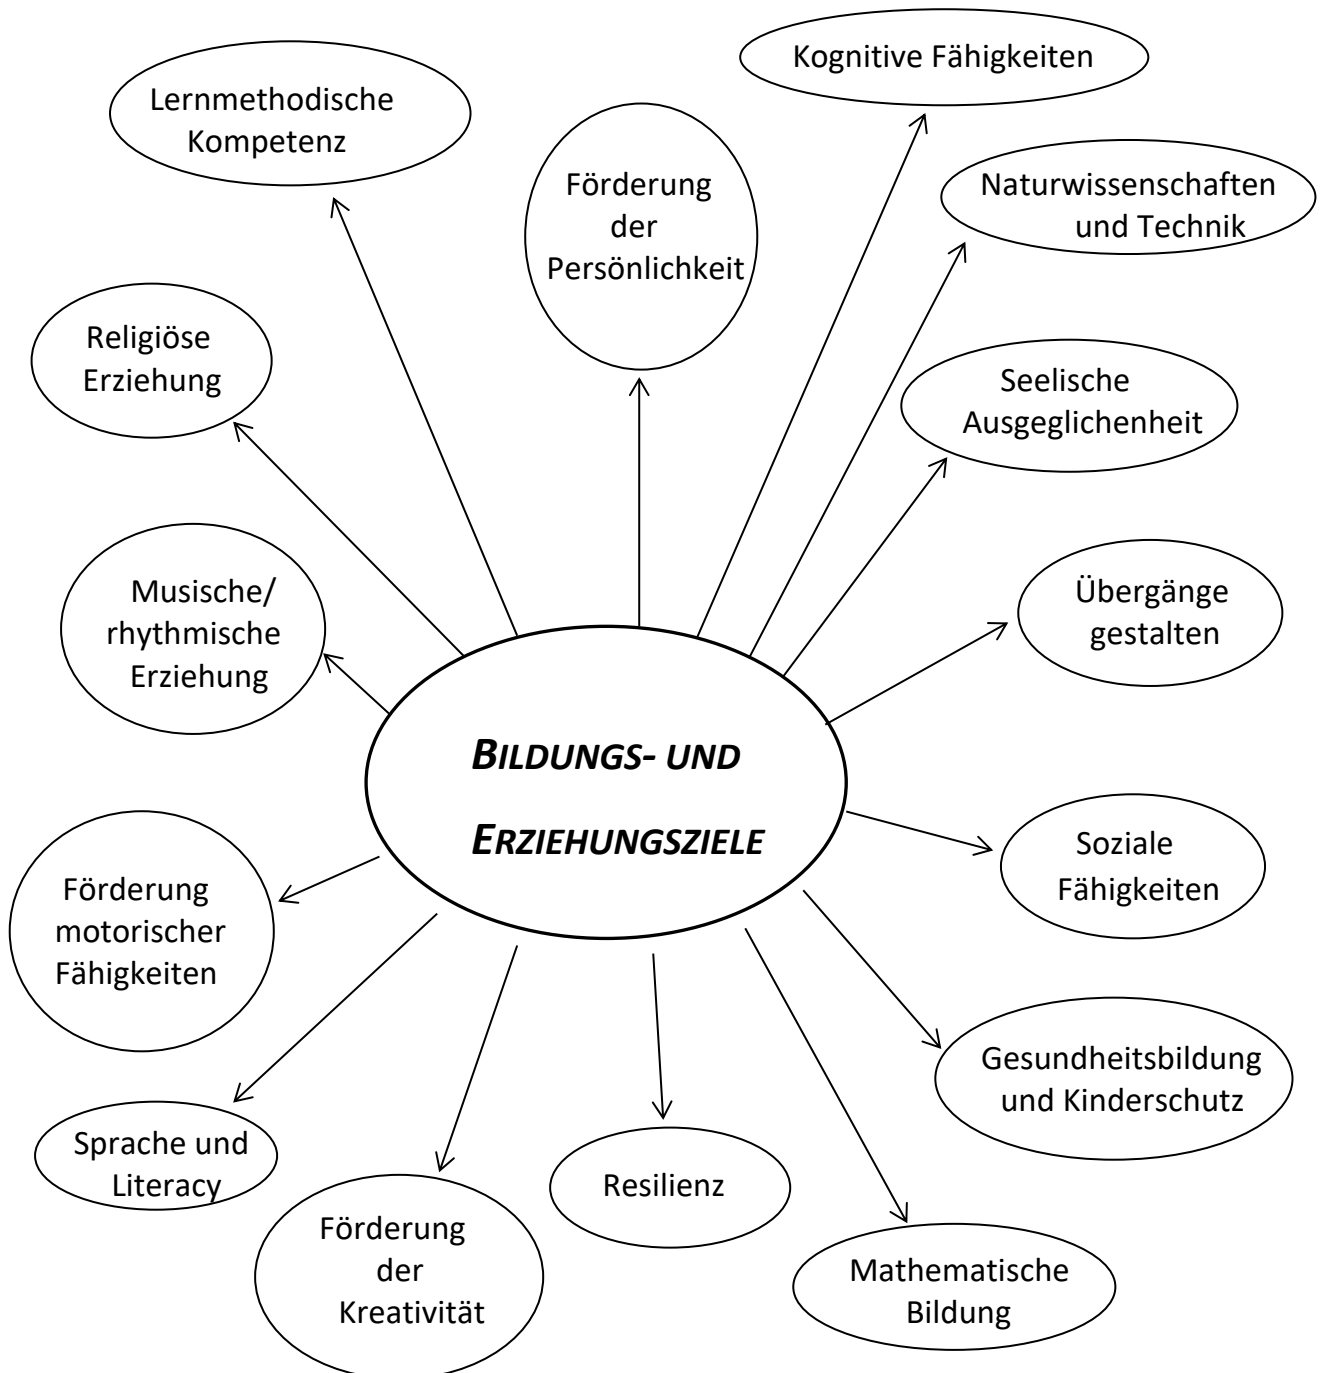 Kognitive Fähigkeiten
Lernmethodische
Kompetenz
Förderung
der
Persönlichkeit
Naturwissenschaften
und Technik
Religiöse
Erziehung
Seelische
Ausgeglichenheit
Musische/
rhythmische
Erziehung
Übergänge
gestalten
BILDUNGS- UND
ERZIEHUNGSZIELE
Soziale
Fähigkeiten
Förderung
motorischer
Fähigkeiten
Gesundheitsbildung
und Kinderschutz
Sprache und
Literacy
Resilienz
Förderung
der
Kreativität
Mathematische
Bildung